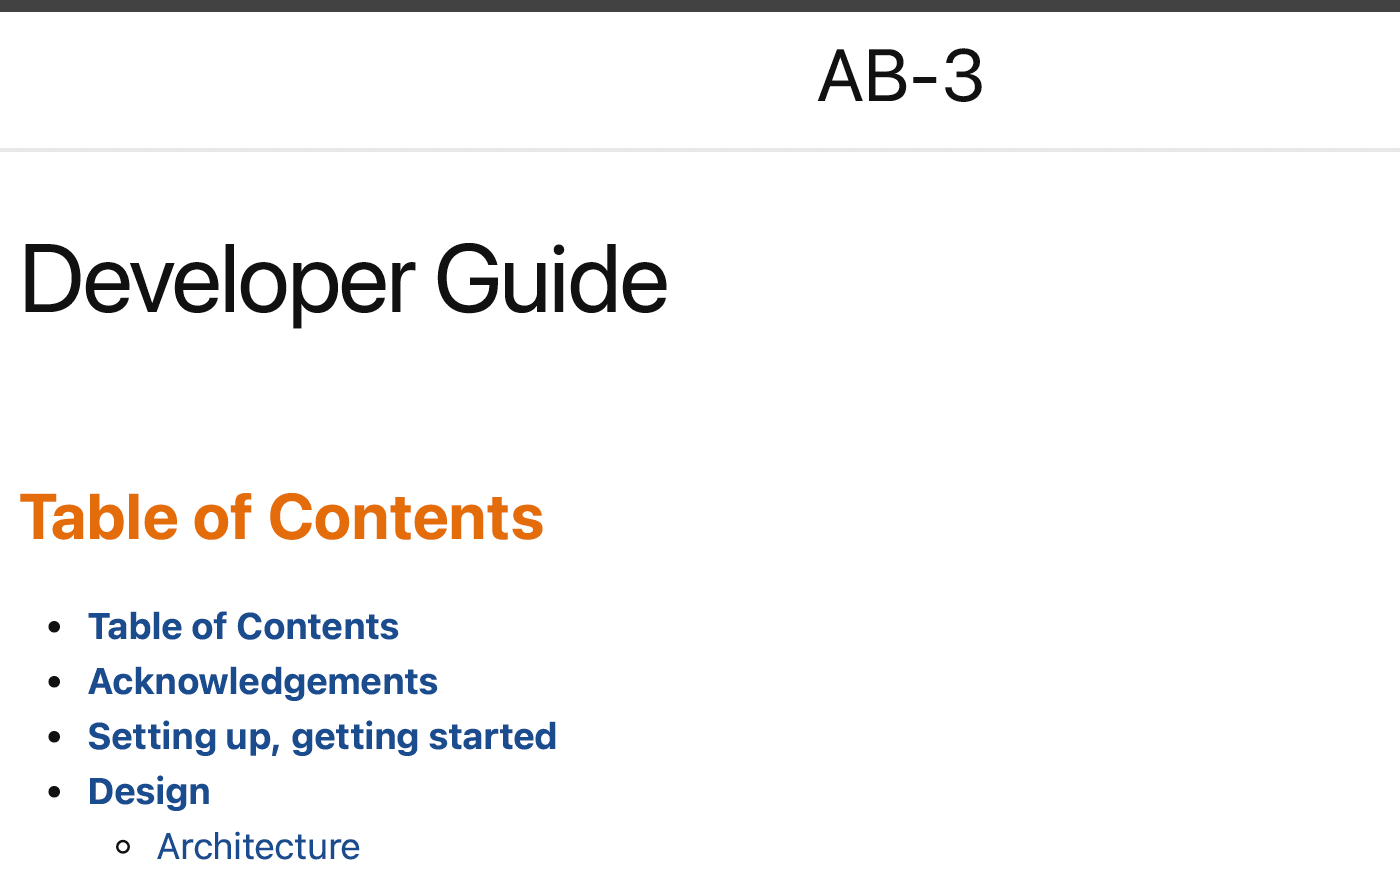 AB-3
Developer Guide
Table of Contents
Table of Contents
Acknowledgements
Setting up, getting started
Design
Architecture